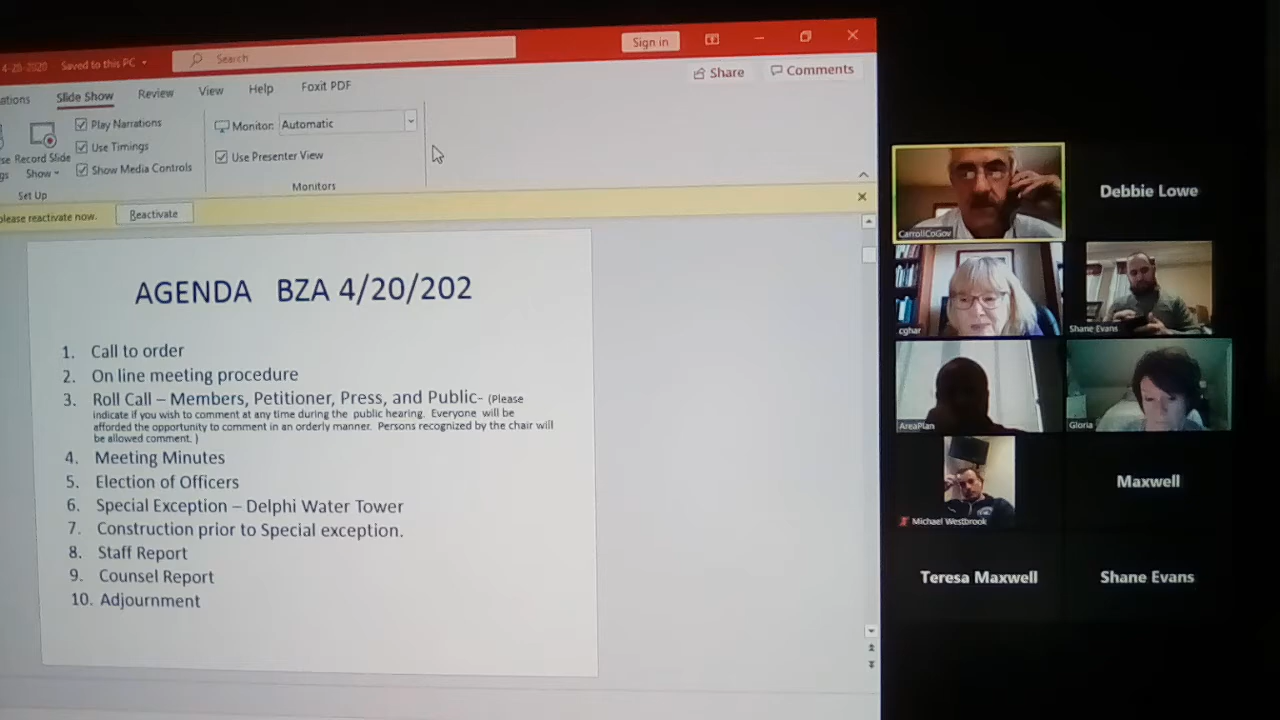 4-20-2020 Saved to this PC
Search
Sign in
ations Slide Show Review View Help Foxit PDF
Share Comments
Play Narrations
Use Timings
Show Media Controls
Record Slide
Show
Set Up
Monitor: Automatic
Use Presenter View
Monitors
please reactivate now. Reactivate
AGENDA BZA 4/20/202
1. Call to order
2. On line meeting procedure
3. Roll Call – Members, Petitioner, Press, and Public- (Please
indicate if you wish to comment at any time during the public hearing. Everyone will be
afforded the opportunity to comment in an orderly manner. Persons recognized by the chair will
be allowed comment. )
4. Meeting Minutes
5. Election of Officers
6. Special Exception – Delphi Water Tower
7. Construction prior to Special exception.
8. Staff Report
9. Counsel Report
10. Adjournment
CarrollCoGov
Debbie Lowe
cghar
Shane Evans
AreaPlan
Gloria
Michael Westbrook
Maxwell
Teresa Maxwell
Shane Evans